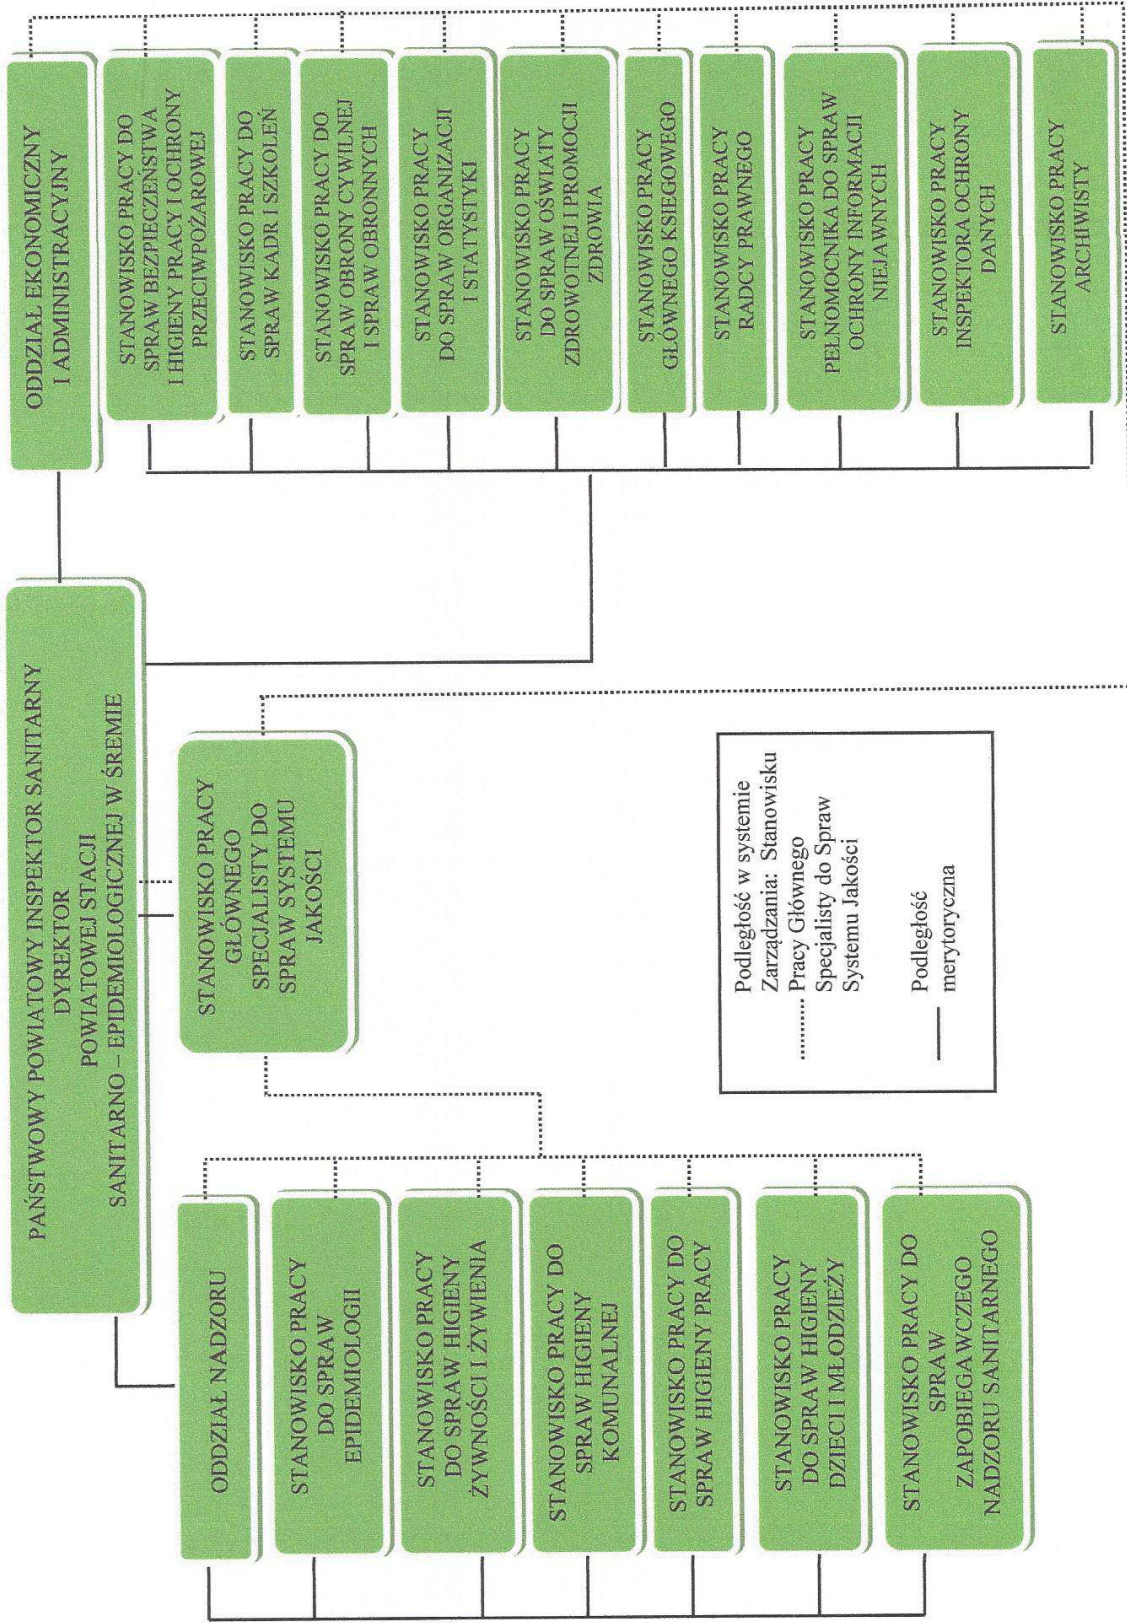 PAŃSTWOWY POWIATOWY INSPEKTOR SANITARNY
DYREKTOR
POWIATOWEJ STACJI
SANITARNO – EPIDEMIOLOGICZNEJ W ŚREMIE
STANOWISKO PRACY
GŁÓWNEGO
SPECJALISTY DO
SPRAW SYSTEMU
JAKOŚCI
ODDZIAŁ NADZORU
STANOWISKO PRACY
DO SPRAW
EPIDEMIOLOGII
STANOWISKO PRACY
DO SPRAW HIGIENY
ŻYWNOŚCI I ŻYWIENIA
STANOWISKO PRACY DO
SPRAW HIGIENY
KOMUNALNEJ
STANOWISKO PRACY DO
SPRAW HIGIENY PRACY
STANOWISKO PRACY
DO SPRAW HIGIENY
DZIECI I MŁODZIEŻY
STANOWISKO PRACY DO
SPRAW
ZAPOBIEGAWCZEGO
NADZORU SANITARNEGO
ODDZIAŁ EKONOMICZNY
I ADMINISTRACYJNY
STANOWISKO PRACY DO
SPRAW BEZPIECZEŃSTWA
I HIGIENY PRACY I OCHRONY
PRZECIWPOŻAROWEJ
STANOWISKO PRACY DO
SPRAW KADR I SZKOLEŃ
STANOWISKO PRACY DO
SPRAW OBRONY CYWILNEJ
I SPRAW OBRONNYCH
STANOWISKO PRACY
DO SPRAW ORGANIZACJI
I STATYSTYKI
STANOWISKO PRACY
DO SPRAW OŚWIATY
ZDROWOTNEJ I PROMOCJI
ZDROWIA
STANOWISKO PRACY
GŁÓWNEGO KSIĘGOWEGO
STANOWISKO PRACY
RADCY PRAWNEGO
STANOWISKO PRACY
PEŁNOMOCNIKA DO SPRAW
OCHRONY INFORMACJI
NIEJAWNYCH
STANOWISKO PRACY
INSPEKTORA OCHRONY
DANYCH
STANOWISKO PRACY
ARCHIWISTY
Podległość w systemie
Zarządzania: Stanowisku
Pracy Głównego
Specjalisty do Spraw
Systemu Jakości
Podległość
merytoryczna